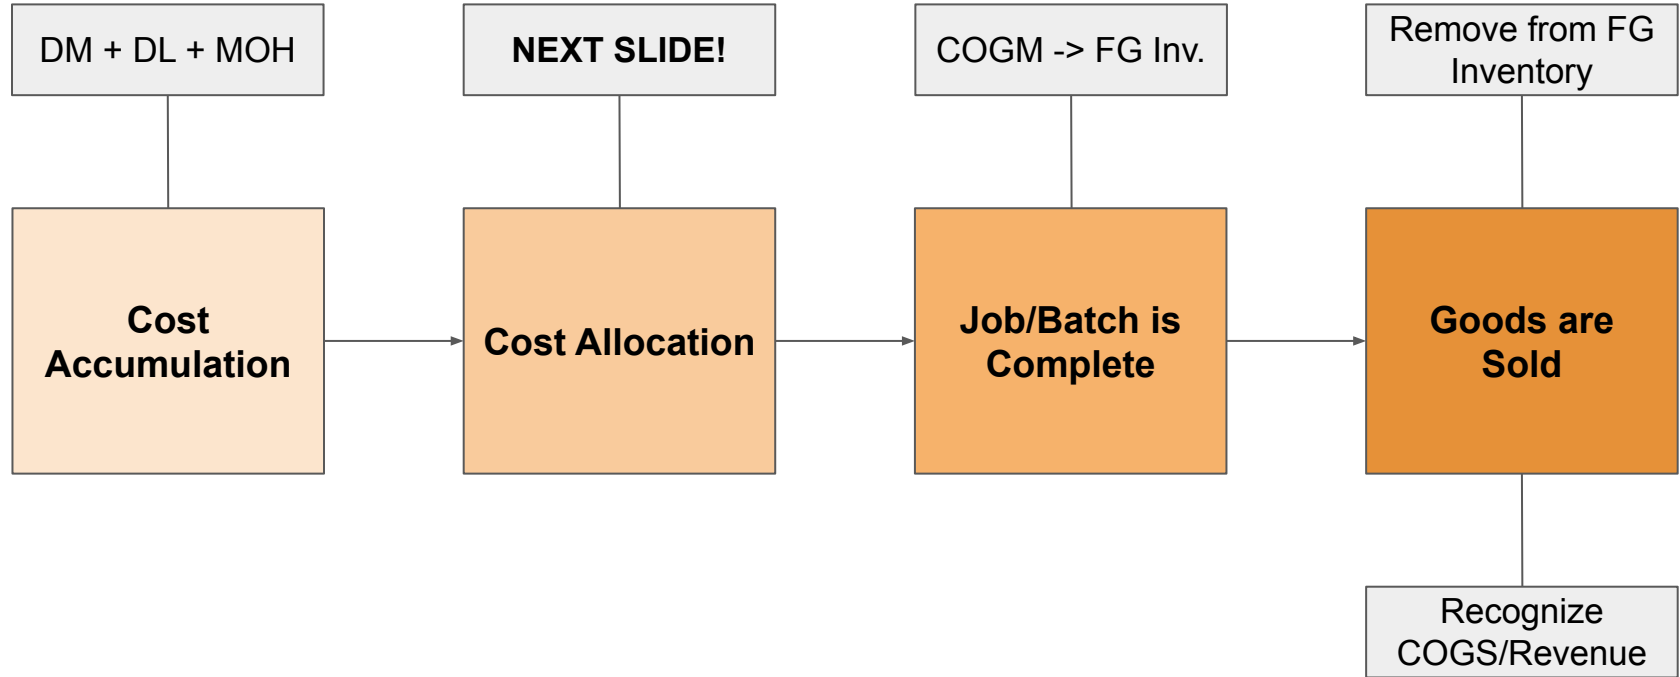 DM + DL + MOH
NEXT SLIDE!
COGM -> FG Inv.
Remove from FG
Inventory
Cost
Accumulation
Cost Allocation
Job/Batch is
Complete
Goods are
Sold
Recognize
COGS/Revenue